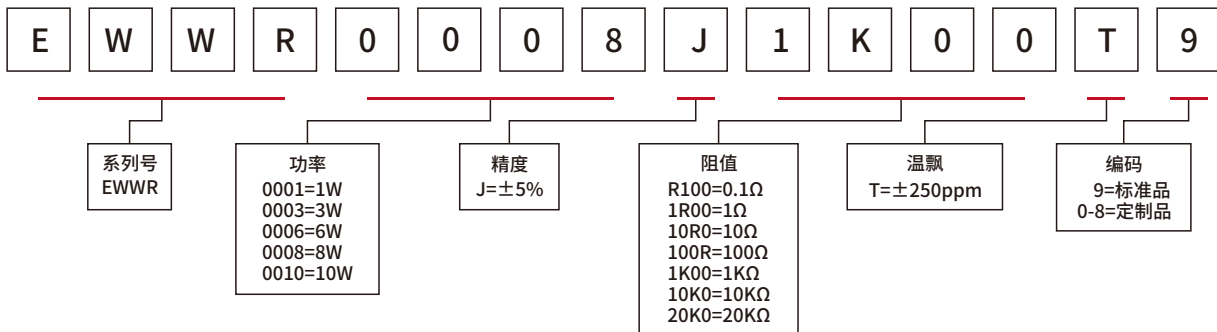 E W W R 0 0 0 8 J 1 K 0 0 T 9
系列号
EWWR
功率
0001=1W
0003=3W
0006=6W
0008=8W
0010=10W
精度
J=±5%
阻值
R100=0.1Ω
1R00=1Ω
10R0=10Ω
100R=100Ω
1K00=1KΩ
10K0=10KΩ
20K0=20KΩ
温飘
T=±250ppm
编码
9=标准品
0-8=定制品